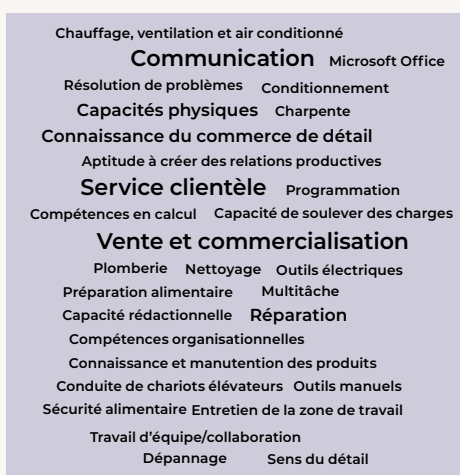 Chauffage, ventilation et air conditionné
Communication Microsoft Office
Résolution de problèmes Conditionnement
Capacités physiques Charpente
Connaissance du commerce de détail
Aptitude à créer des relations productives
Service clientèle Programmation
Compétences en calcul Capacité de soulever des charges
Vente et commercialisation
Plomberie Nettoyage Outils électriques
Préparation alimentaire Multitâche
Capacité rédactionnelle Réparation
Compétences organisationnelles
Connaissance et manutention des produits
Conduite de chariots élévateurs Outils manuels
Sécurité alimentaire Entretien de la zone de travail
Travail d’équipe/collaboration
Dépannage Sens du détail